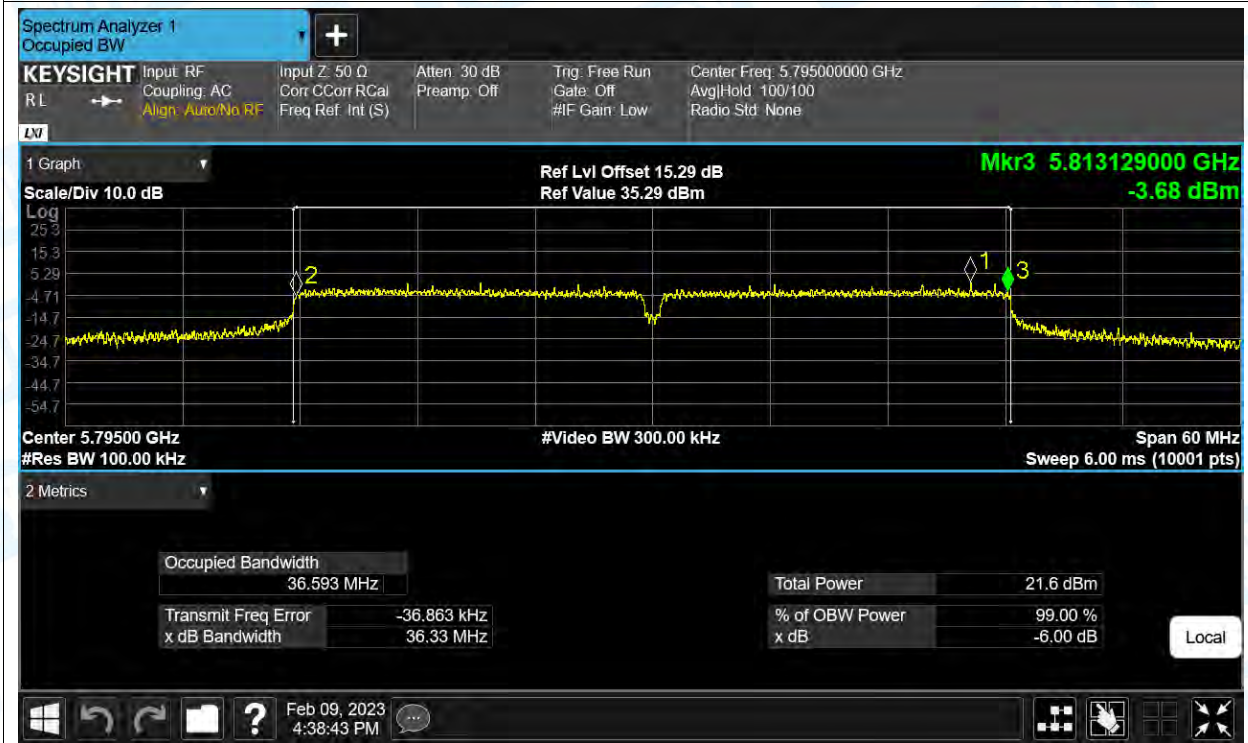 Spectrum Analyzer 1
Occupied BW
KEYSIGHT
RL
LXI
Input: RF
Coupling: AC
Align: Auto/No RF
Input Z: 50 Ω
Corr CCorr RCal
Freq Ref: Int (S)
Atten: 30 dB
Preamp: Off
Trig: Free Run
Gate: Off
#IF Gain: Low
Center Freq: 5.795000000 GHz
Avg|Hold: 100/100
Radio Std: None
1 Graph
Scale/Div 10.0 dB
Ref Lvl Offset 15.29 dB
Ref Value 35.29 dBm
Mkr3 5.813129000 GHz
-3.68 dBm
Log
25.3
15.3
5.29
-4.71
-14.7
-24.7
-34.7
-44.7
-54.7
2
1
3
Center 5.79500 GHz
#Res BW 100.00 kHz
#Video BW 300.00 kHz
Span 60 MHz
Sweep 6.00 ms (10001 pts)
2 Metrics
Occupied Bandwidth
36.593 MHz
Transmit Freq Error -36.863 kHz
x dB Bandwidth 36.33 MHz
Total Power 21.6 dBm
% of OBW Power 99.00 %
x dB -6.00 dB
Local
?
Feb 09, 2023
4:38:43 PM